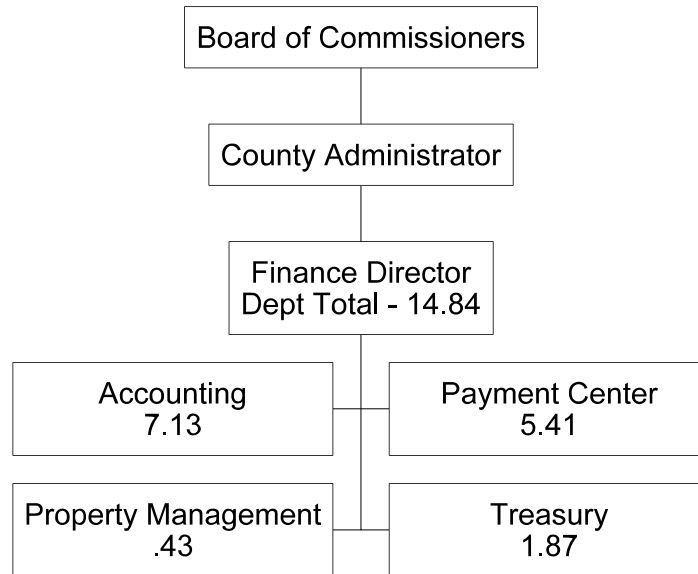 Board of Commissioners
County Administrator
Finance Director
Dept Total - 14.84
Accounting
7.13
Payment Center
5.41
Property Management
.43
Treasury
1.87